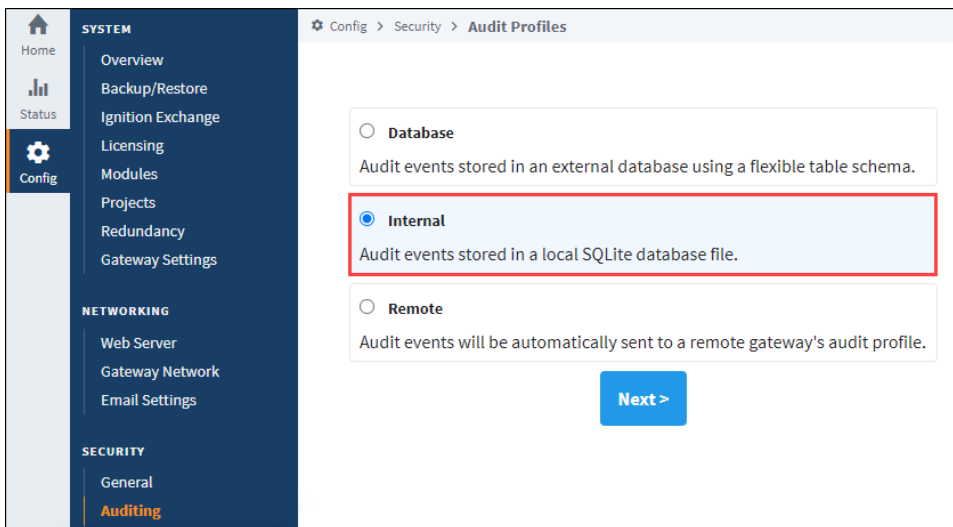 Home
Status
Config
SYSTEM
Overview
Backup/Restore
Ignition Exchange
Licensing
Modules
Projects
Redundancy
Gateway Settings
NETWORKING
Web Server
Gateway Network
Email Settings
SECURITY
General
Auditing
Config > Security > Audit Profiles
Database
Audit events stored in an external database using a flexible table schema.
Internal
Audit events stored in a local SQLite database file.
Remote
Audit events will be automatically sent to a remote gateway's audit profile.
Next >